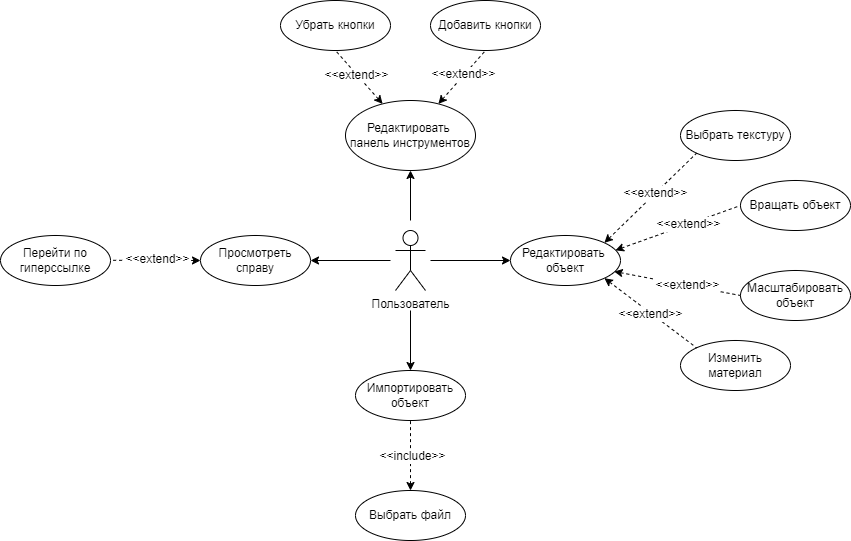 Убрать кнопки
Добавить кнопки
<<extend>>
<<extend>>
Редактировать
панель инструментов
Выбрать текстуру
<<extend>>
Вращать объект
<<extend>>
Перейти по
гиперссылке
<<extend>>
Просмотреть
справу
Пользователь
Редактировать
объект
<<extend>>
Масштабировать
объект
<<extend>>
Изменить
материал
Импортировать
объект
<<include>>
Выбрать файл